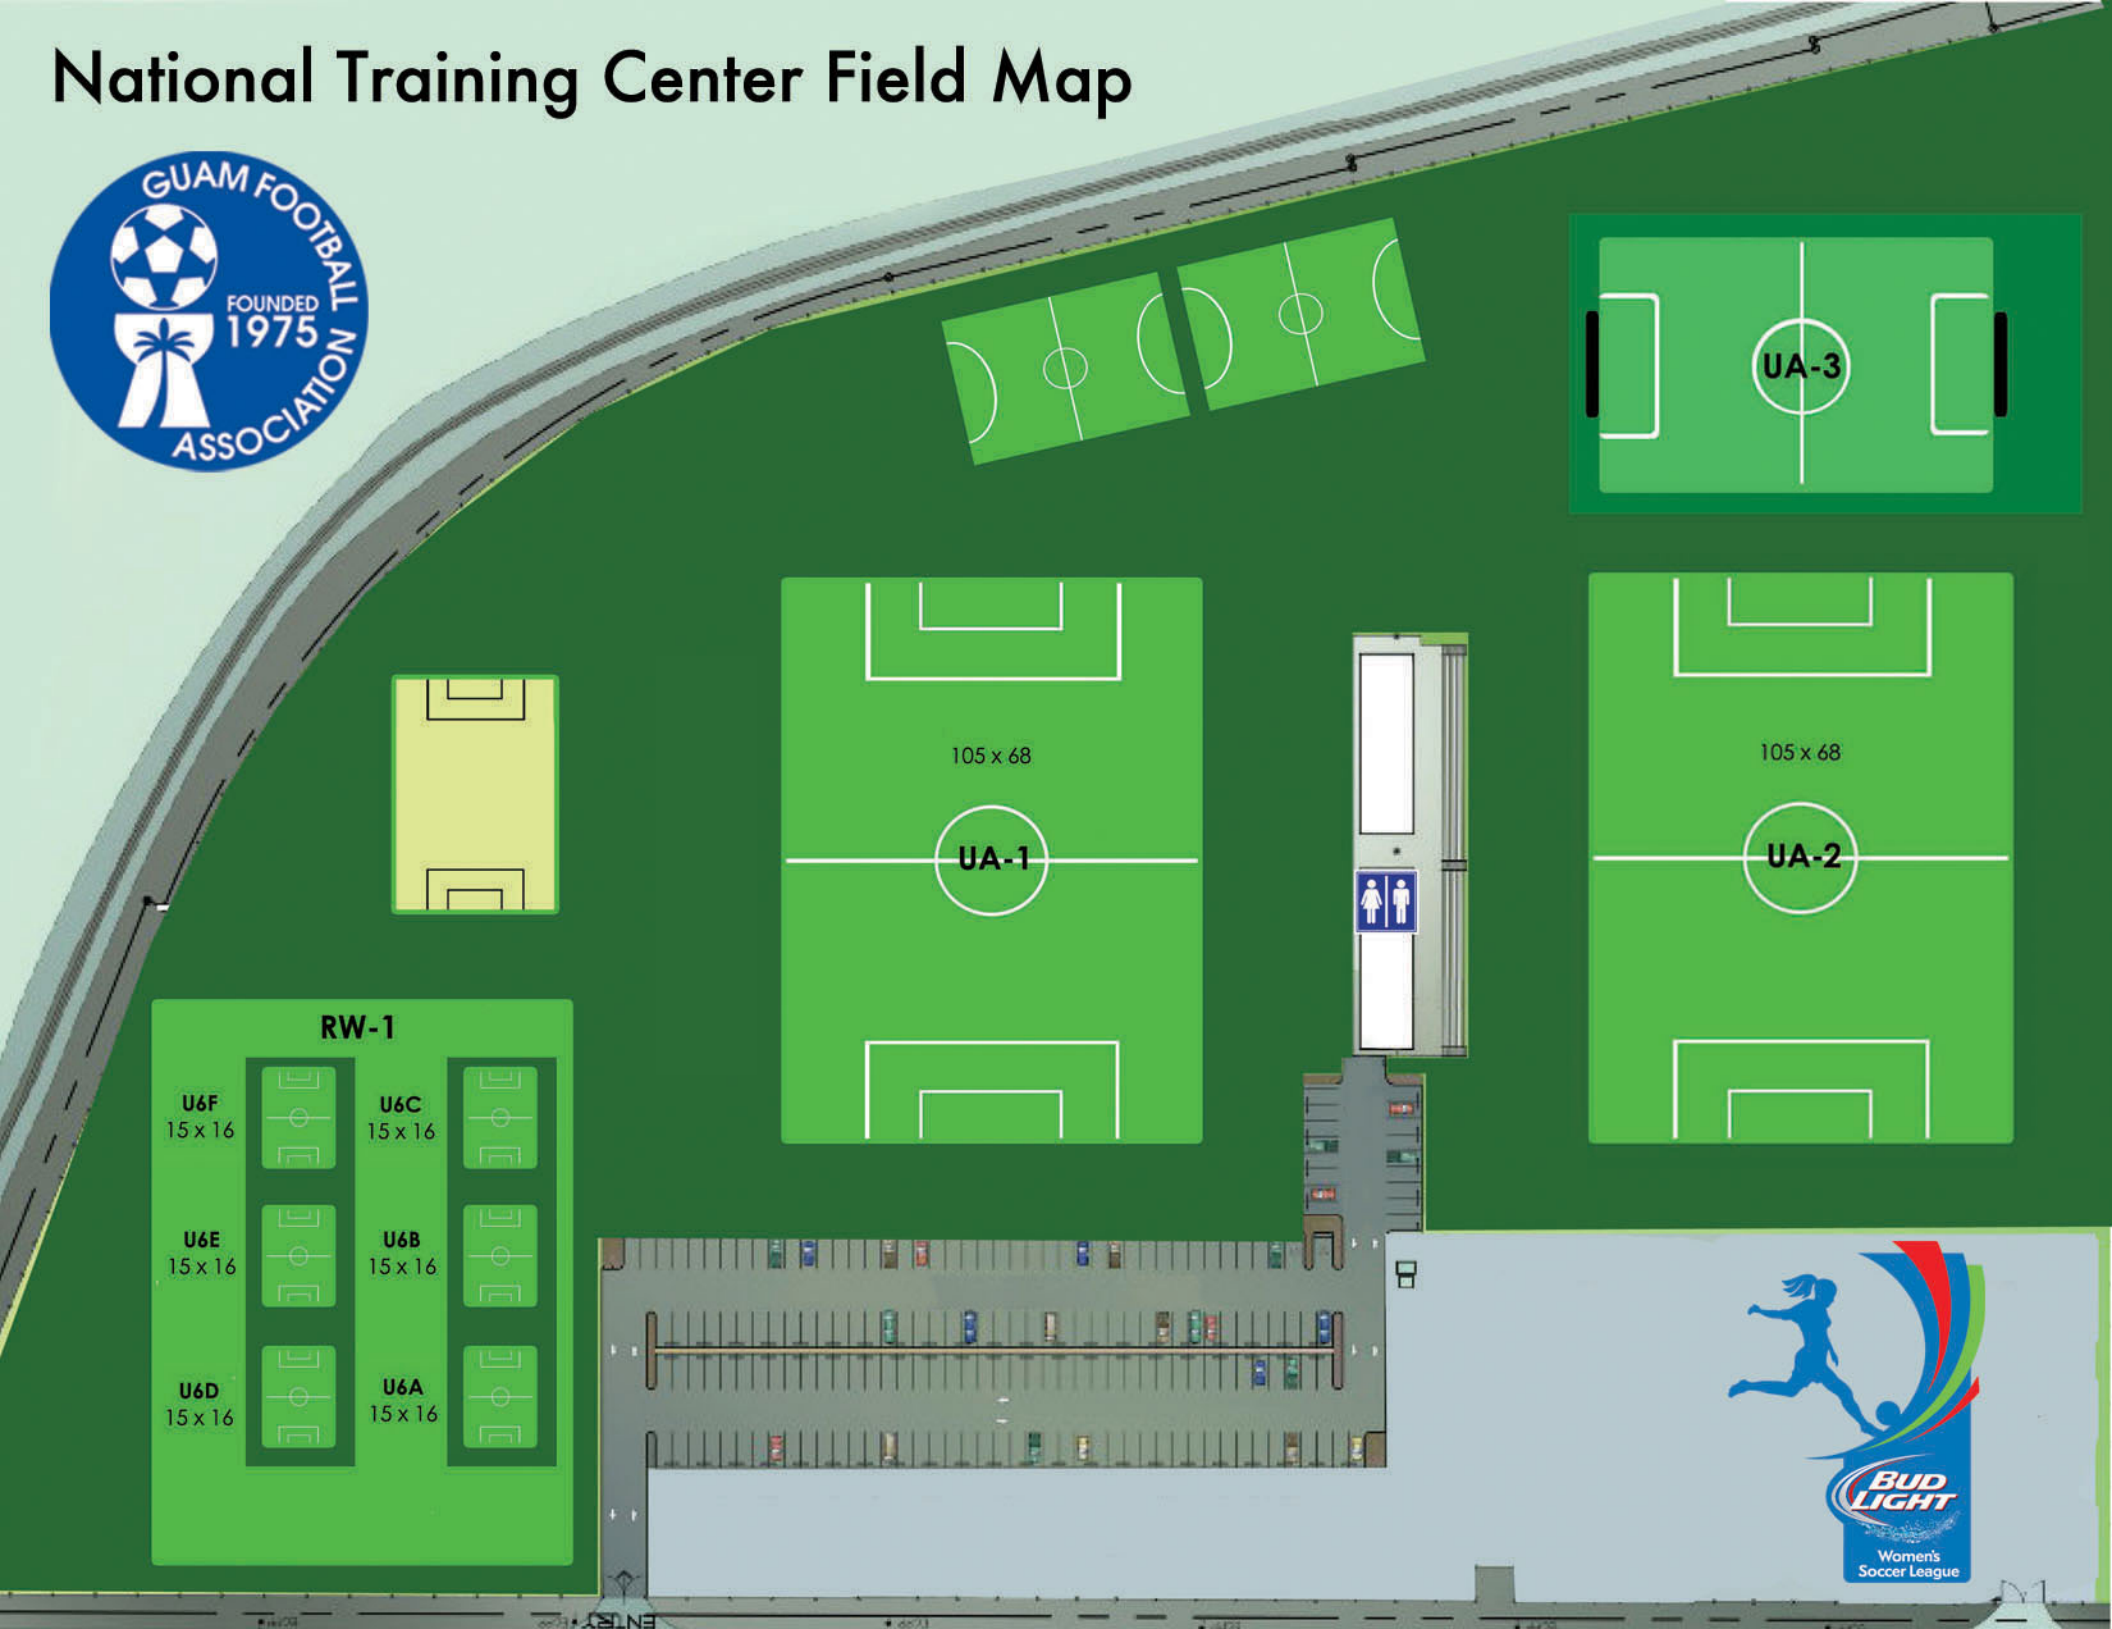 National Training Center Field Map
GUAM FOOTBALL ASSOCIATION
FOUNDED
1975
UA-3
105 x 68
UA-1
105 x 68
UA-2
RW-1
U6F
15 x 16
U6C
15 x 16
U6E
15 x 16
U6B
15 x 16
U6D
15 x 16
U6A
15 x 16
BUD
LIGHT
Women's
Soccer League
ENTRY